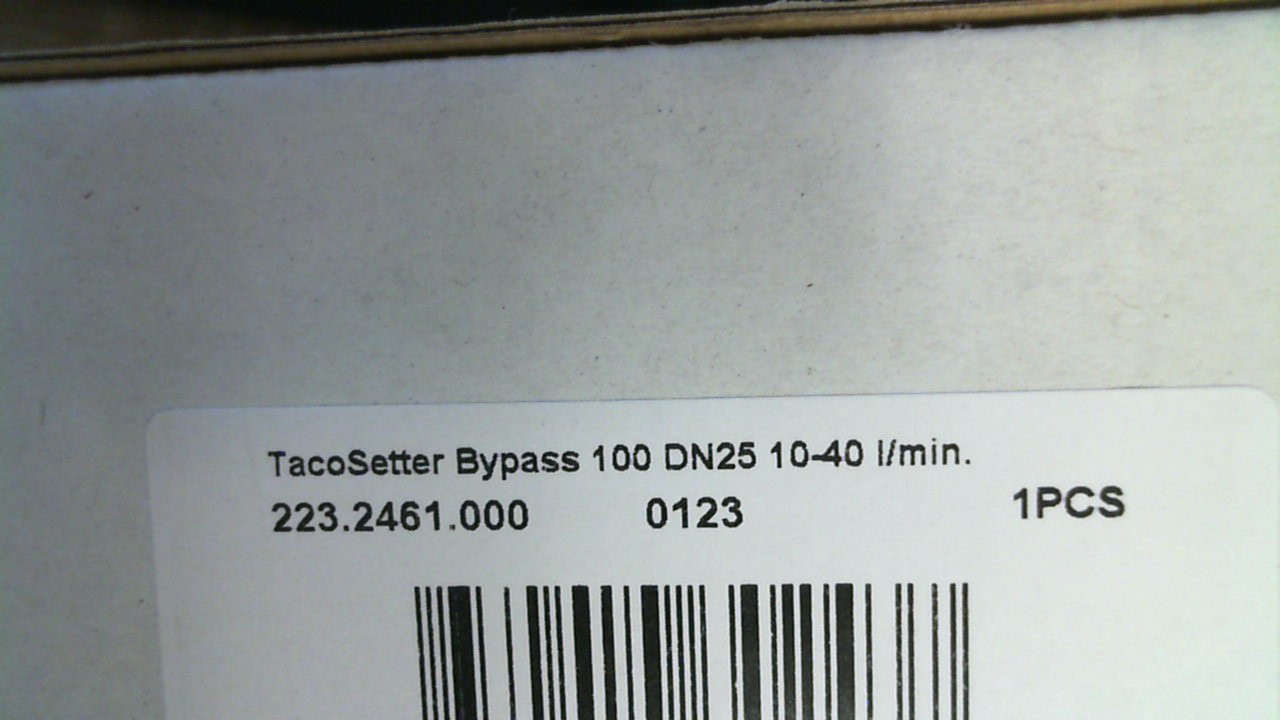 TacoSetter Bypass 100 DN25 10-40 l/min.
223.2461.000 0123 1PCS